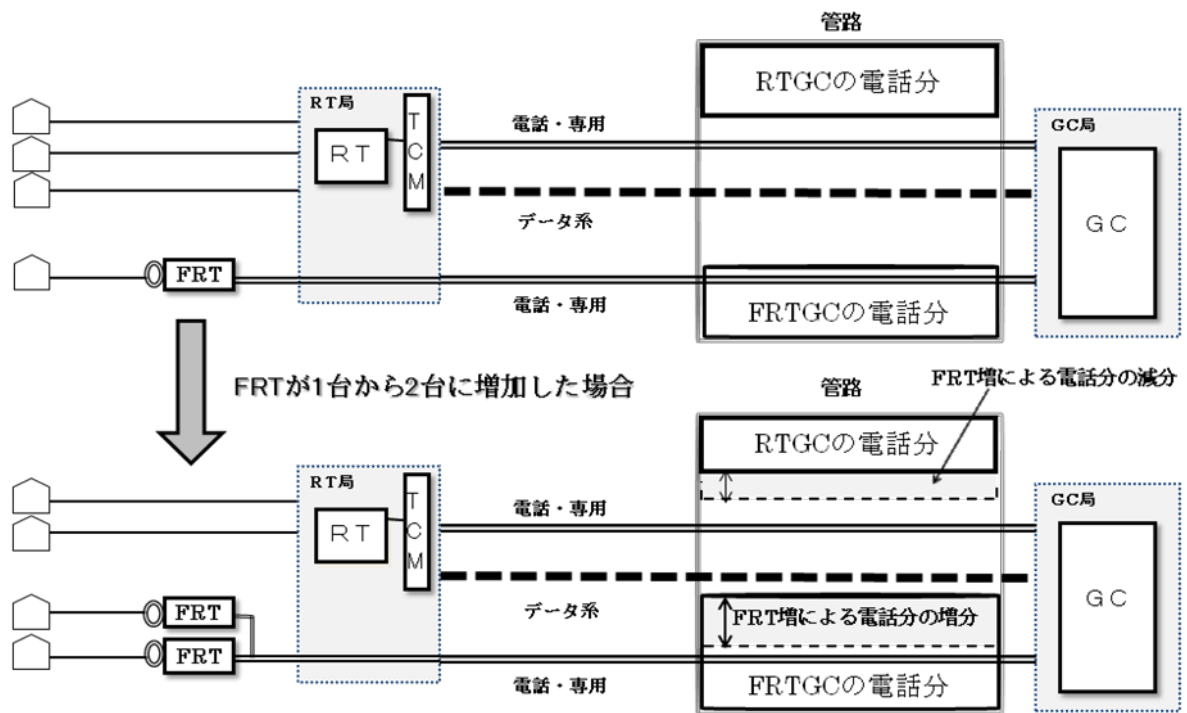 管路
RTGCの電話分
RT局
TCM
RT
電話・専用
GC局
GC
データ系
FRT
電話・専用
FRTGCの電話分
FRTが1台から2台に増加した場合
FRT増による電話分の減分
管路
RTGCの電話分
RT局
TCM
RT
電話・専用
GC局
GC
データ系
FRT
FRT増による電話分の増分
FRT
電話・専用
FRTGCの電話分